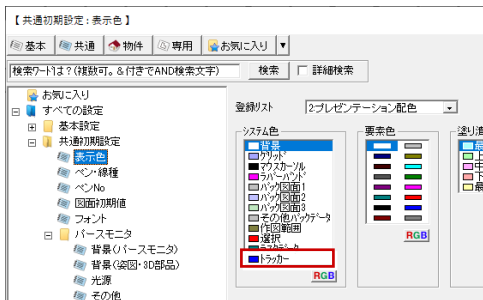 【 共通初期設定 : 表示色 】
基本 共通 物件 専用 お気に入り ▼
検索ワードは？(複数可。＆付きでAND検索文字) 検索 詳細検索
お気に入り
すべての設定
基本設定
共通初期設定
表示色
ペン・線種
ペンNo
図面初期値
フォント
パースモニタ
背景(パースモニタ)
背景(姿図・3D部品)
光源
その他
登録リスト 2:プレゼンテーション配色
システム色
背景
グリッド
マウスカーソル
ラバーバンド
バック図面1
バック図面2
バック図面3
その他バックデータ
作図範囲
選択
ラスタデータ
トラッカー
RGB
要素色
RGB